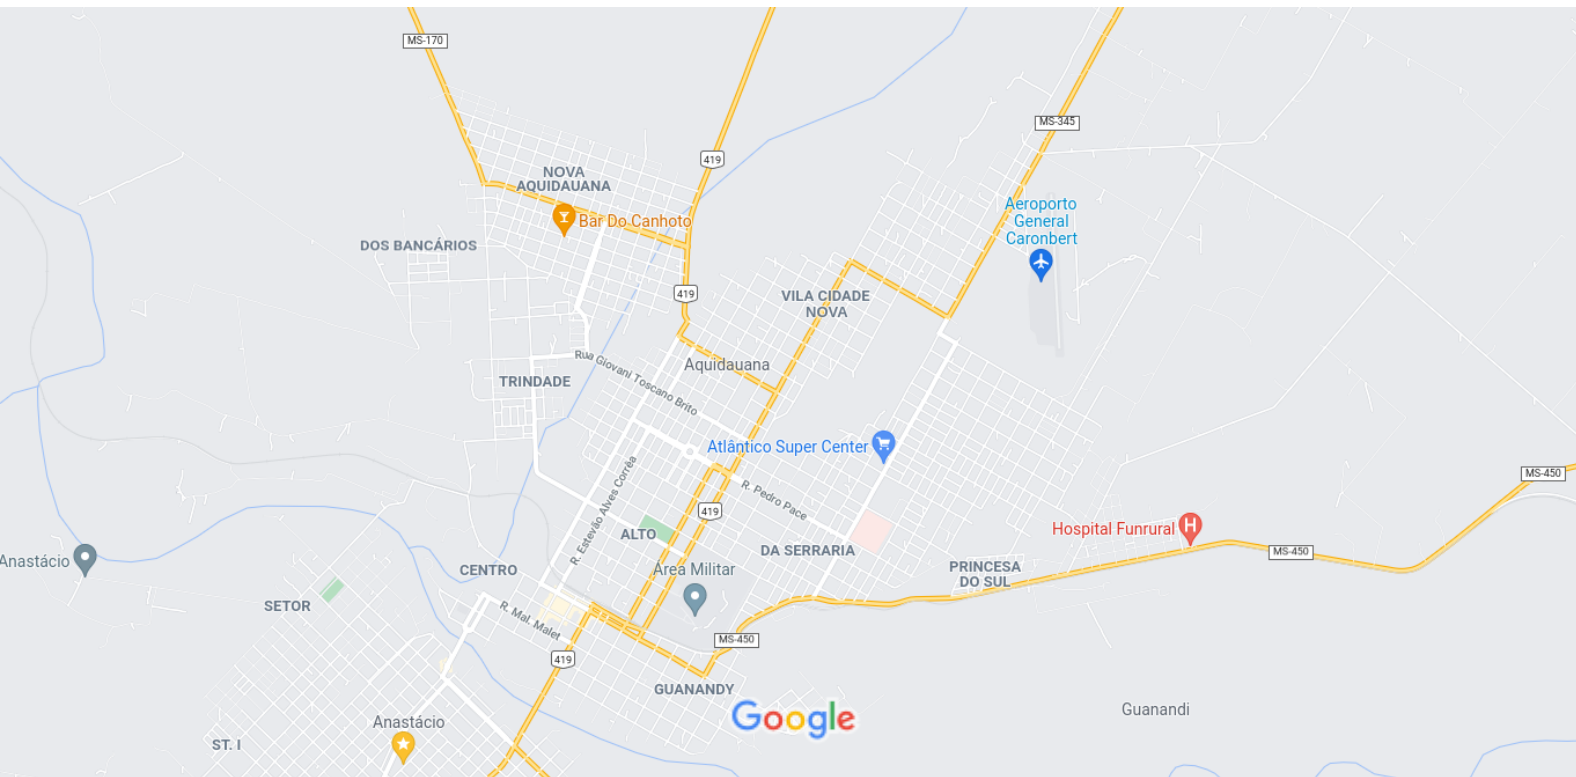 MS-170
MS-345
419
NOVA
AQUIDAUANA
Bar Do Canhoto
Aeroporto
General
Caronbert
DOS BANCÁRIOS
419
VILA CIDADE
NOVA
Aquidauana
Rua Giovani Toscano Brito
TRINDADE
Atlântico Super Center
R. Estevão Alves Corrêa
R. Pedro Pace
MS-450
419
ALTO
DA SERRARIA
Hospital Funrural
MS-450
Anastácio
CENTRO
Área Militar
PRINCESA
DO SUL
SETOR
R. Mal. Malet
MS-450
419
GUANANDY
Google
Guanandi
Anastácio
ST. I